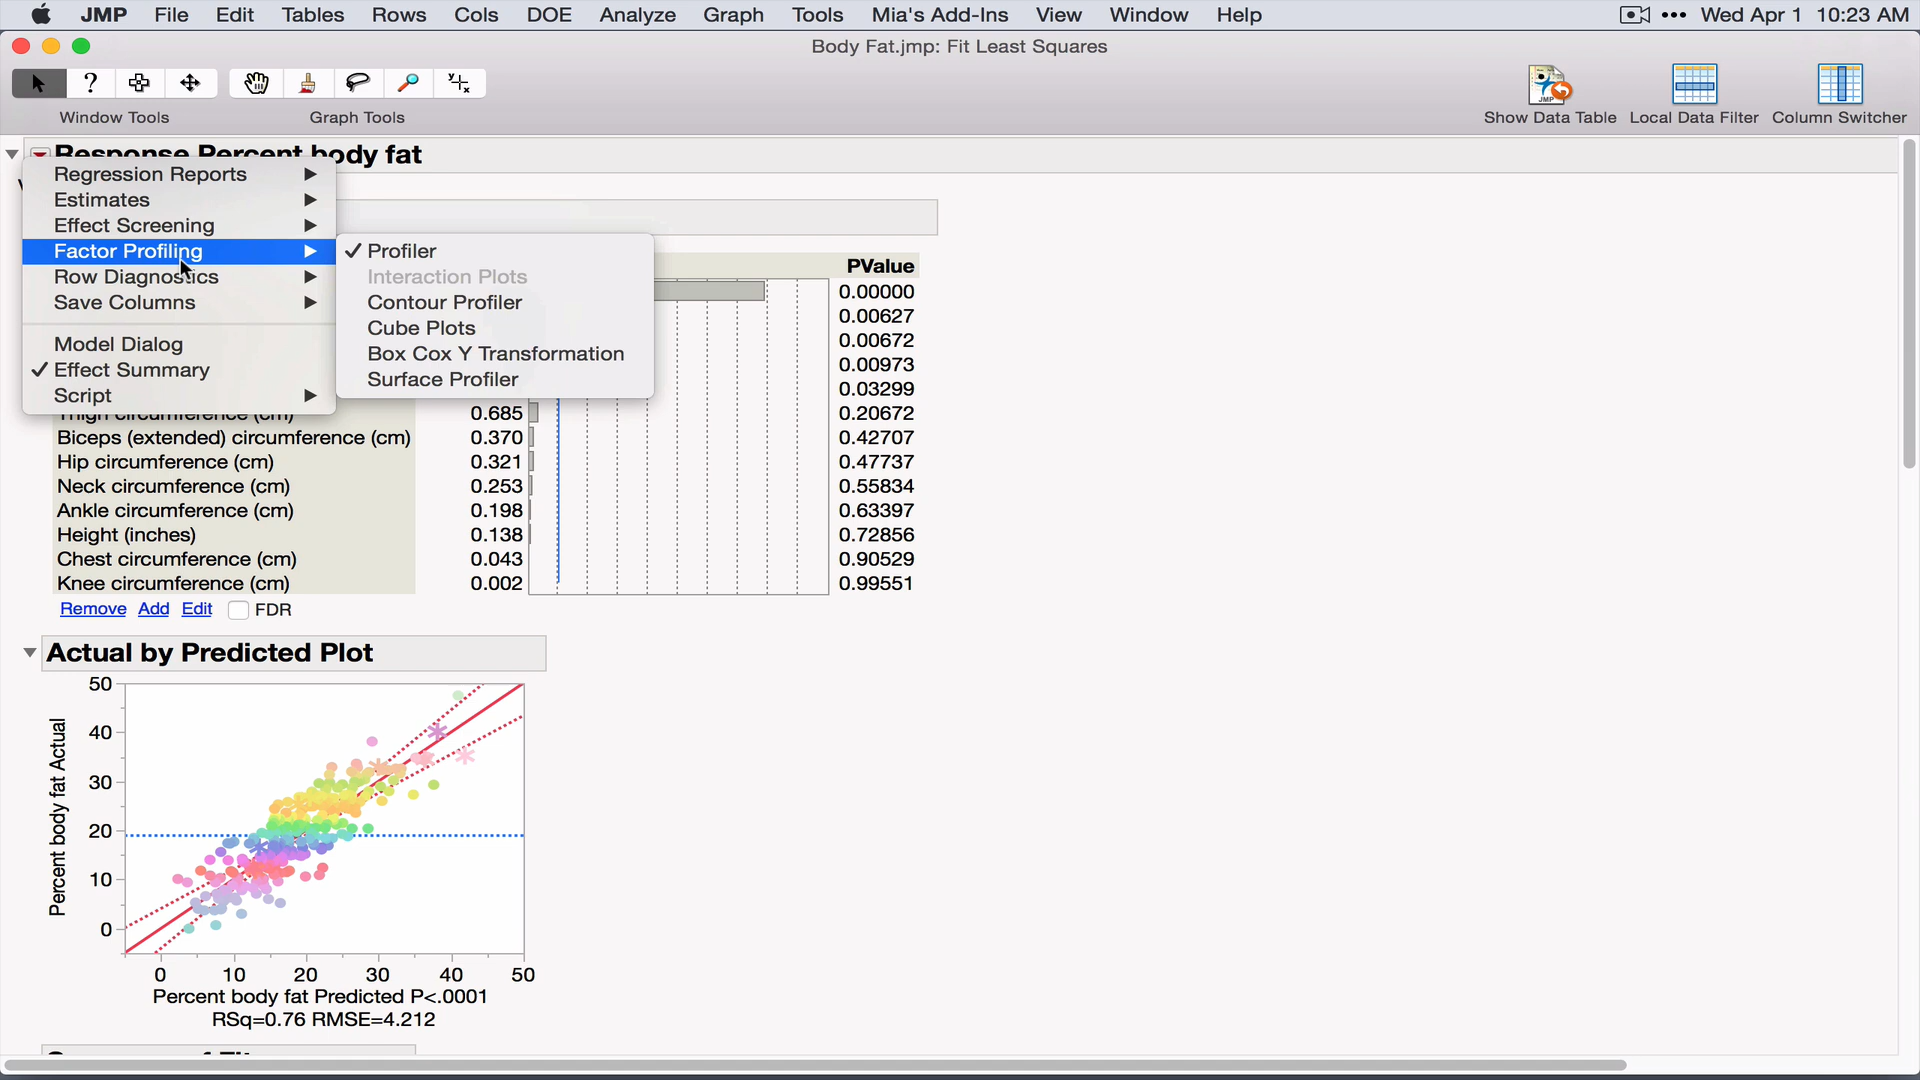 JMP File Edit Tables Rows Cols DOE Analyze Graph Tools Mia's Add-Ins View Window Help Wed Apr 1 10:23 AM
Body Fat.jmp: Fit Least Squares
Window Tools Graph Tools Show Data Table Local Data Filter Column Switcher
Response Percent body fat
Regression Reports
Estimates
Effect Screening
Factor Profiling
Row Diagnostics
Save Columns
Model Dialog
Effect Summary
Script
Profiler
Interaction Plots
Contour Profiler
Cube Plots
Box Cox Y Transformation
Surface Profiler
PValue
0.00000
0.00627
0.00672
0.00973
0.03299
Thigh circumference (cm) 0.685 0.20672
Biceps (extended) circumference (cm) 0.370 0.42707
Hip circumference (cm) 0.321 0.47737
Neck circumference (cm) 0.253 0.55834
Ankle circumference (cm) 0.198 0.63397
Height (inches) 0.138 0.72856
Chest circumference (cm) 0.043 0.90529
Knee circumference (cm) 0.002 0.99551
Remove Add Edit FDR
Actual by Predicted Plot
Percent body fat Actual
50
40
30
20
10
0
0 10 20 30 40 50
Percent body fat Predicted P<.0001
RSq=0.76 RMSE=4.212